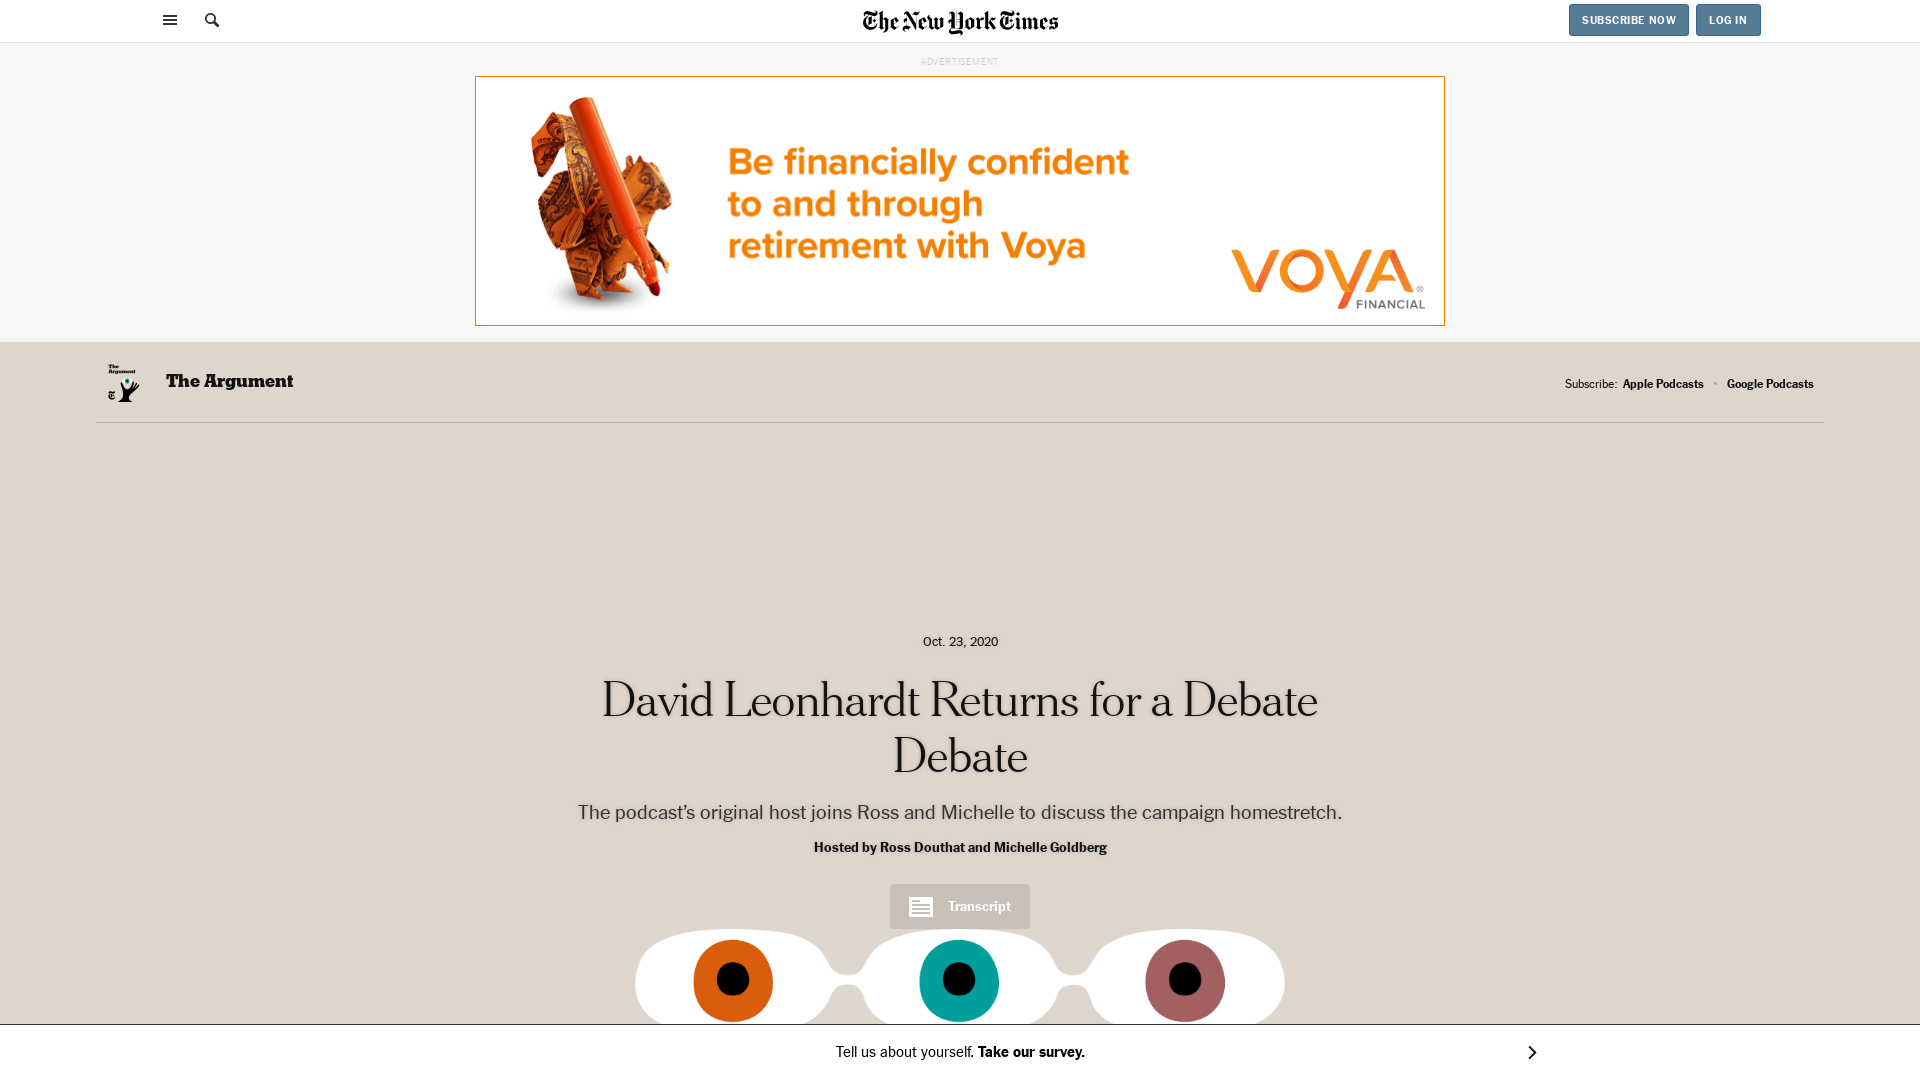 The New York Times
SUBSCRIBE NOW
LOG IN
ADVERTISEMENT
Be financially confident
to and through
retirement with Voya
VOYA®
FINANCIAL
The
Argument
T
The Argument
Subscribe: Apple Podcasts • Google Podcasts
Oct. 23, 2020
David Leonhardt Returns for a Debate
Debate
The podcast’s original host joins Ross and Michelle to discuss the campaign homestretch.
Hosted by Ross Douthat and Michelle Goldberg
Transcript
Tell us about yourself. Take our survey.